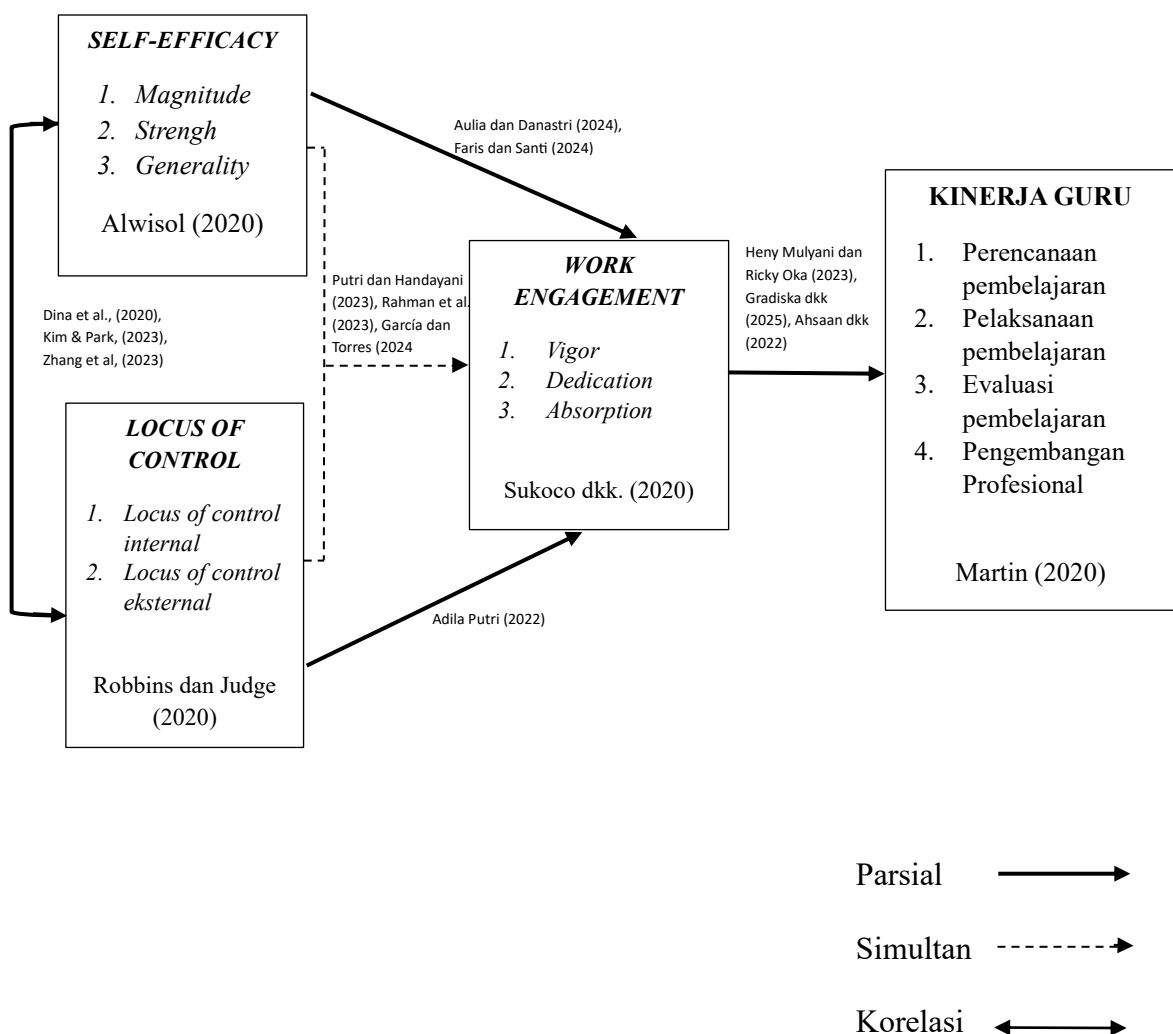 SELF-EFFICACY
1. Magnitude
2. Strengh
3. Generality
Alwisol (2020)
Dina et al., (2020),
Kim & Park, (2023),
Zhang et al, (2023)
LOCUS OF
CONTROL
1. Locus of control
internal
2. Locus of control
eksternal
Robbins dan Judge
(2020)
Aulia dan Danastri (2024),
Faris dan Santi (2024)
Putri dan Handayani
(2023), Rahman et al.
(2023), García dan
Torres (2024
Adila Putri (2022)
WORK
ENGAGEMENT
1. Vigor
2. Dedication
3. Absorption
Sukoco dkk. (2020)
Heny Mulyani dan
Ricky Oka (2023),
Gradiska dkk
(2025), Ahsaan dkk
(2022)
KINERJA GURU
1. Perencanaan
pembelajaran
2. Pelaksanaan
pembelajaran
3. Evaluasi
pembelajaran
4. Pengembangan
Profesional
Martin (2020)
Parsial
Simultan
Korelasi